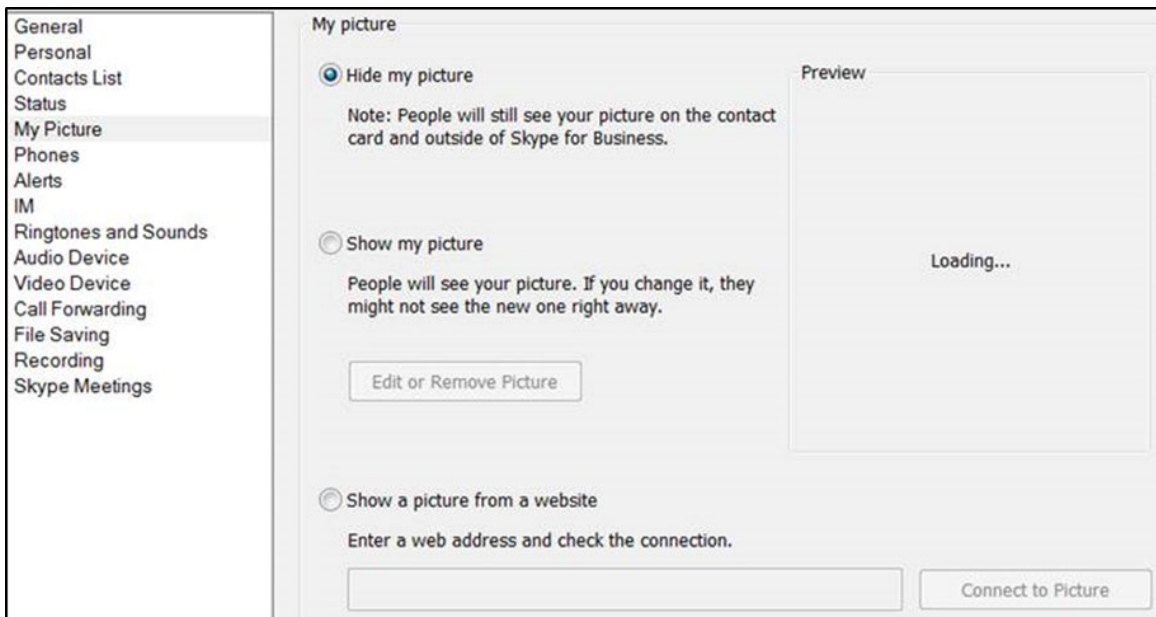 General
Personal
Contacts List
Status
My Picture
Phones
Alerts
IM
Ringtones and Sounds
Audio Device
Video Device
Call Forwarding
File Saving
Recording
Skype Meetings
My picture
Hide my picture
Note: People will still see your picture on the contact
card and outside of Skype for Business.
Show my picture
People will see your picture. If you change it, they
might not see the new one right away.
Edit or Remove Picture
Preview
Loading...
Show a picture from a website
Enter a web address and check the connection.
Connect to Picture